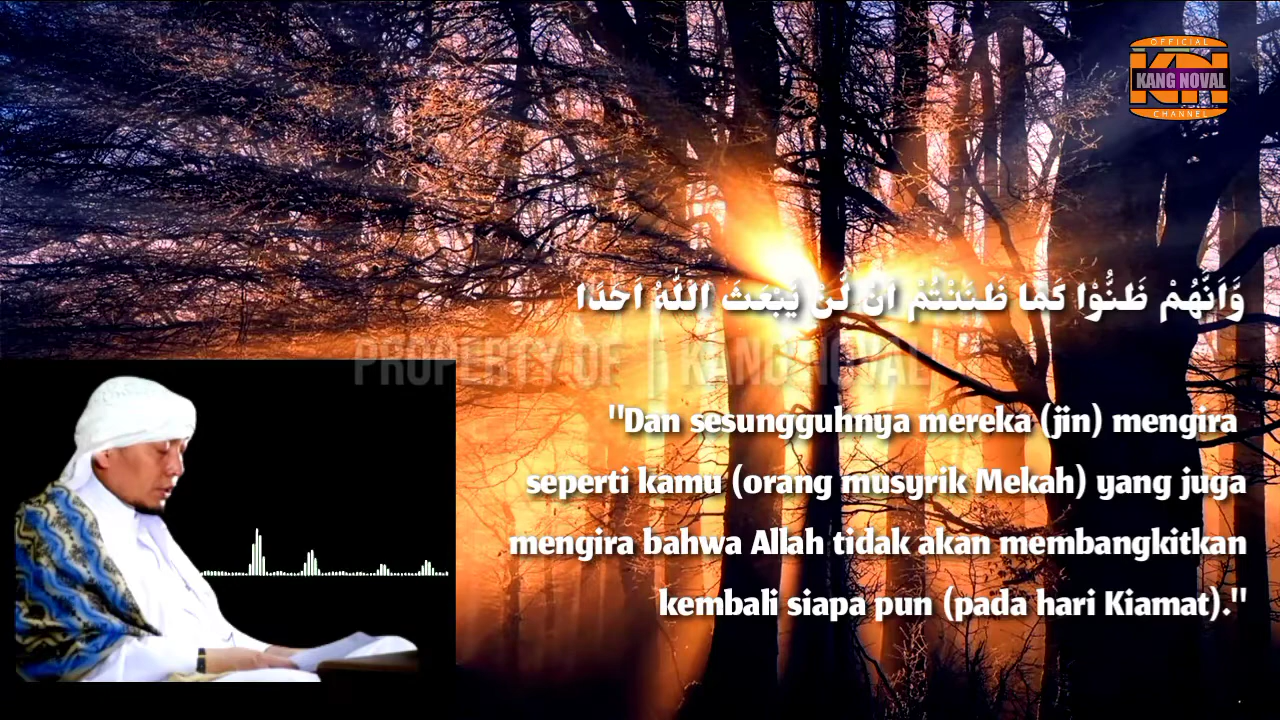 OFFICIAL
KN
KANG NOVAL
CHANNEL
وَّاَنَّهُمْ ظَنُّوْا كَمَا ظَنَنْتُمْ اَنْ لَّنْ يَّبْعَثَ اللّٰهُ اَحَدًا
PROPERTY OF | KANG NOVAL
"Dan sesungguhnya mereka (jin) mengira
seperti kamu (orang musyrik Mekah) yang juga
mengira bahwa Allah tidak akan membangkitkan
kembali siapa pun (pada hari Kiamat)."